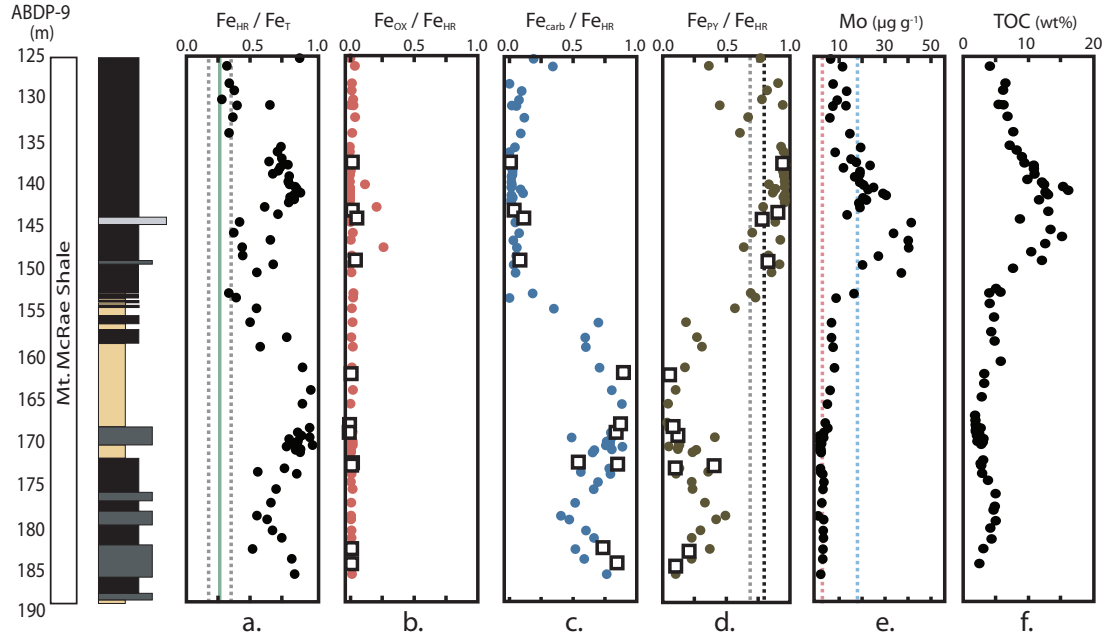 ABDP-9
(m)
FeHR / FeT
FeOX / FeHR
Fecarb / FeHR
FePY / FeHR
Mo (µg g-1)
TOC (wt%)
0.0 0.5 1.0
0.0 0.5 1.0
0.0 0.5 1.0
0.0 0.5 1.0
10 30 50
0 10 20
125
130
135
140
145
150
155
160
165
170
175
180
185
190
Mt. McRae Shale
a.
b.
c.
d.
e.
f.